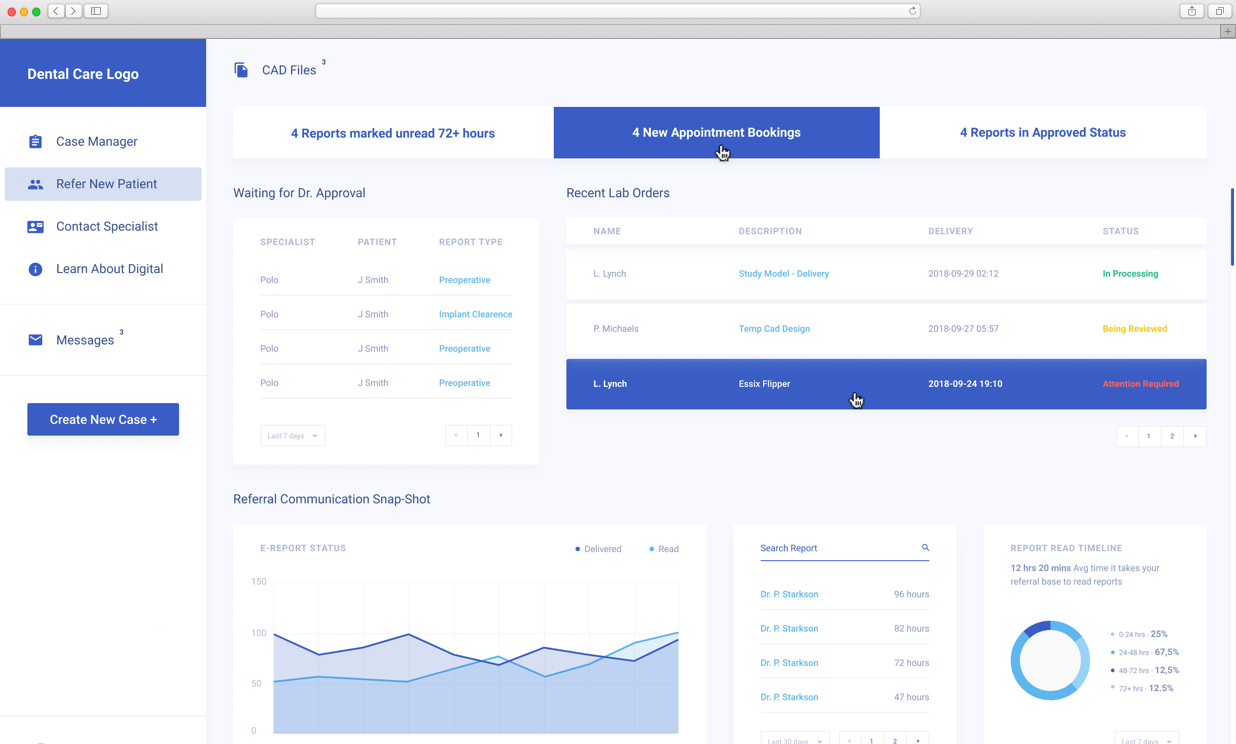 Dental Care Logo
Case Manager
Refer New Patient
Contact Specialist
Learn About Digital
Messages 3
Create New Case +
CAD Files 3
4 Reports marked unread 72+ hours
4 New Appointment Bookings
4 Reports in Approved Status
Waiting for Dr. Approval
SPECIALIST PATIENT REPORT TYPE
Polo J Smith Preoperative
Polo J Smith Implant Clearence
Polo J Smith Preoperative
Polo J Smith Preoperative
Last 7 days
1
Recent Lab Orders
NAME DESCRIPTION DELIVERY STATUS
L. Lynch Study Model - Delivery 2018-09-29 02:12 In Processing
P. Michaels Temp Cad Design 2018-09-27 05:57 Being Reviewed
L. Lynch Essix Flipper 2018-09-24 19:10 Attention Required
1 2
Referral Communication Snap-Shot
E-REPORT STATUS
Delivered Read
150
100
50
0
Search Report
Dr. P. Starkson 96 hours
Dr. P. Starkson 82 hours
Dr. P. Starkson 72 hours
Dr. P. Starkson 47 hours
Last 30 days
1 2
REPORT READ TIMELINE
12 hrs 20 mins Avg time it takes your
referral base to read reports
0-24 hrs - 25%
24-48 hrs - 67,5%
48-72 hrs - 12,5%
72+ hrs - 12.5%
Last 7 days